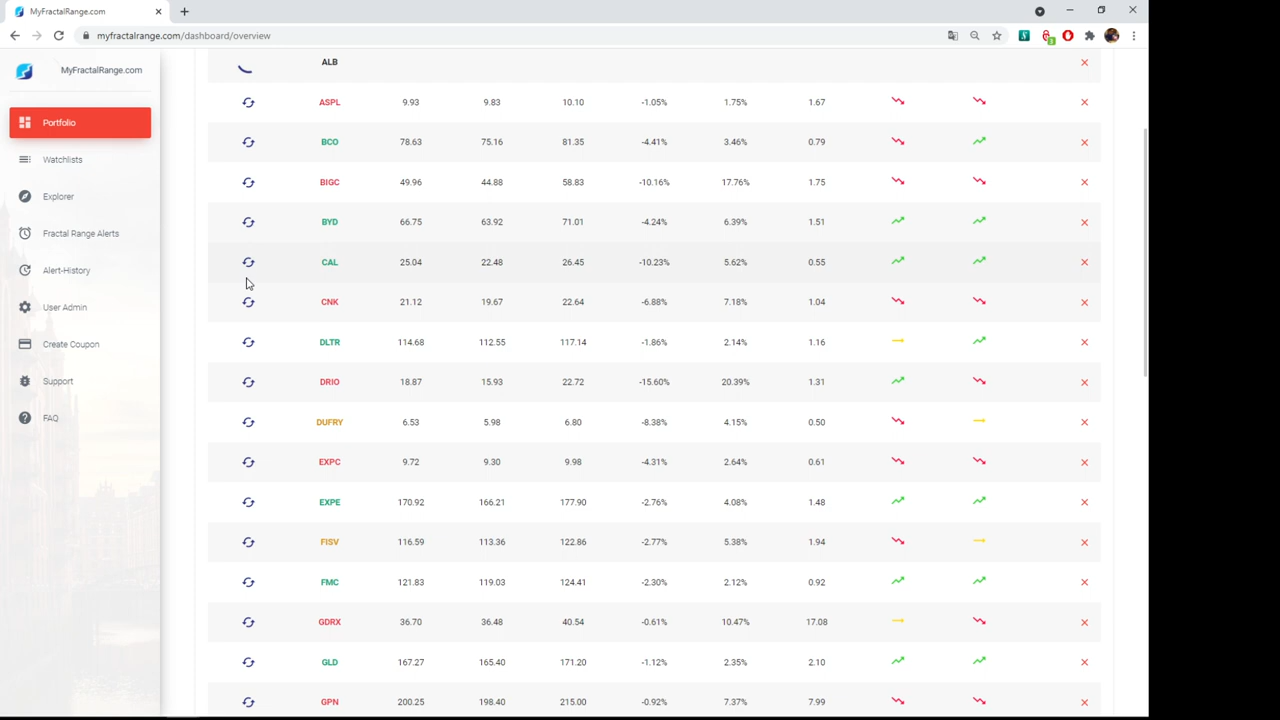 MyFractalRange.com
myfractalrange.com/dashboard/overview
MyFractalRange.com
Portfolio
Watchlists
Explorer
Fractal Range Alerts
Alert-History
User Admin
Create Coupon
Support
FAQ
ALB
ASPL 9.93 9.83 10.10 -1.05% 1.75% 1.67
BCO 78.63 75.16 81.35 -4.41% 3.46% 0.79
BIGC 49.96 44.88 58.83 -10.16% 17.76% 1.75
BYD 66.75 63.92 71.01 -4.24% 6.39% 1.51
CAL 25.04 22.48 26.45 -10.23% 5.62% 0.55
CNK 21.12 19.67 22.64 -6.88% 7.18% 1.04
DLTR 114.68 112.55 117.14 -1.86% 2.14% 1.16
DRIO 18.87 15.93 22.72 -15.60% 20.39% 1.31
DUFRY 6.53 5.98 6.80 -8.38% 4.15% 0.50
EXPC 9.72 9.30 9.98 -4.31% 2.64% 0.61
EXPE 170.92 166.21 177.90 -2.76% 4.08% 1.48
FISV 116.59 113.36 122.86 -2.77% 5.38% 1.94
FMC 121.83 119.03 124.41 -2.30% 2.12% 0.92
GDRX 36.70 36.48 40.54 -0.61% 10.47% 17.08
GLD 167.27 165.40 171.20 -1.12% 2.35% 2.10
GPN 200.25 198.40 215.00 -0.92% 7.37% 7.99